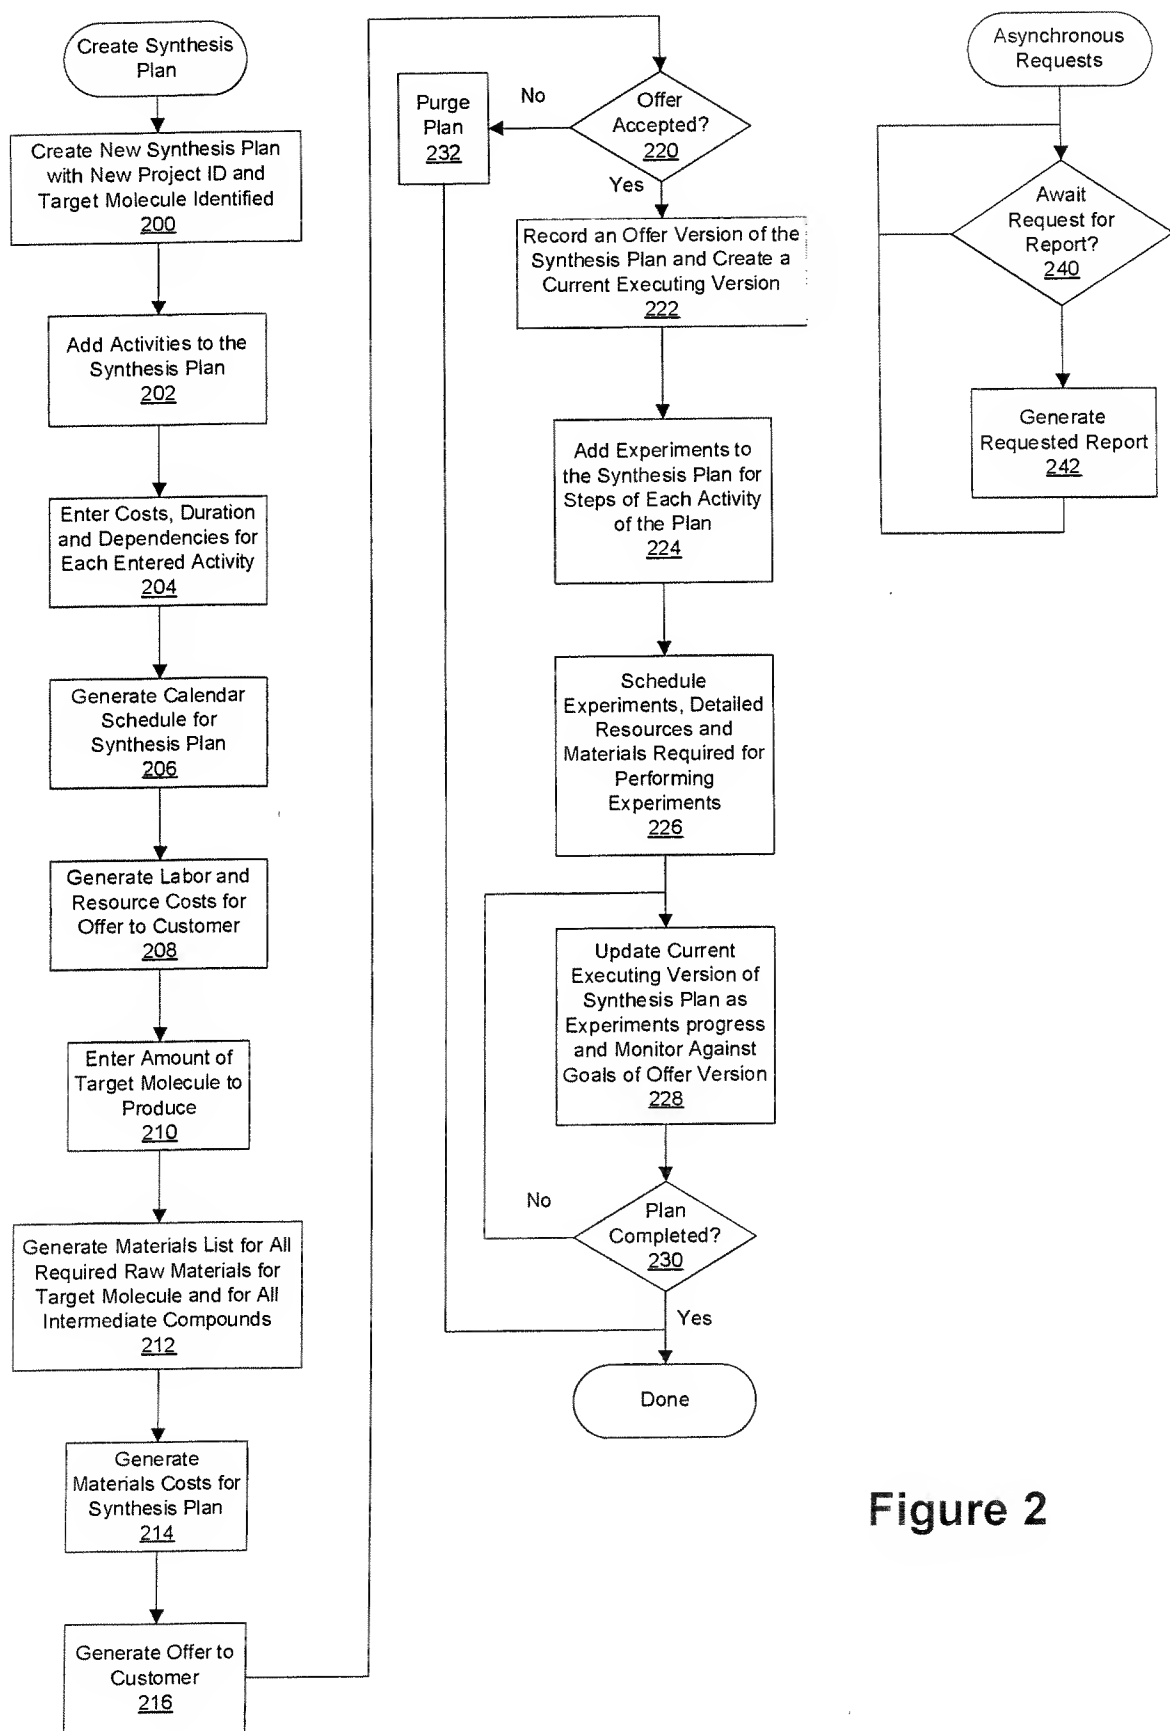 Create Synthesis
Plan
Create New Synthesis Plan
with New Project ID and
Target Molecule Identified
200
Add Activities to the
Synthesis Plan
202
Enter Costs, Duration
and Dependencies for
Each Entered Activity
204
Generate Calendar
Schedule for
Synthesis Plan
206
Generate Labor and
Resource Costs for
Offer to Customer
208
Enter Amount of
Target Molecule to
Produce
210
Generate Materials List for All
Required Raw Materials for
Target Molecule and for All
Intermediate Compounds
212
Generate
Materials Costs for
Synthesis Plan
214
Generate Offer to
Customer
216
Offer
Accepted?
220
No
Purge
Plan
232
Yes
Record an Offer Version of the
Synthesis Plan and Create a
Current Executing Version
222
Add Experiments to
the Synthesis Plan for
Steps of Each Activity
of the Plan
224
Schedule
Experiments, Detailed
Resources and
Materials Required for
Performing
Experiments
226
Update Current
Executing Version of
Synthesis Plan as
Experiments progress
and Monitor Against
Goals of Offer Version
228
No
Plan
Completed?
230
Yes
Done
Asynchronous
Requests
Await
Request for
Report?
240
Generate
Requested Report
242
Figure 2